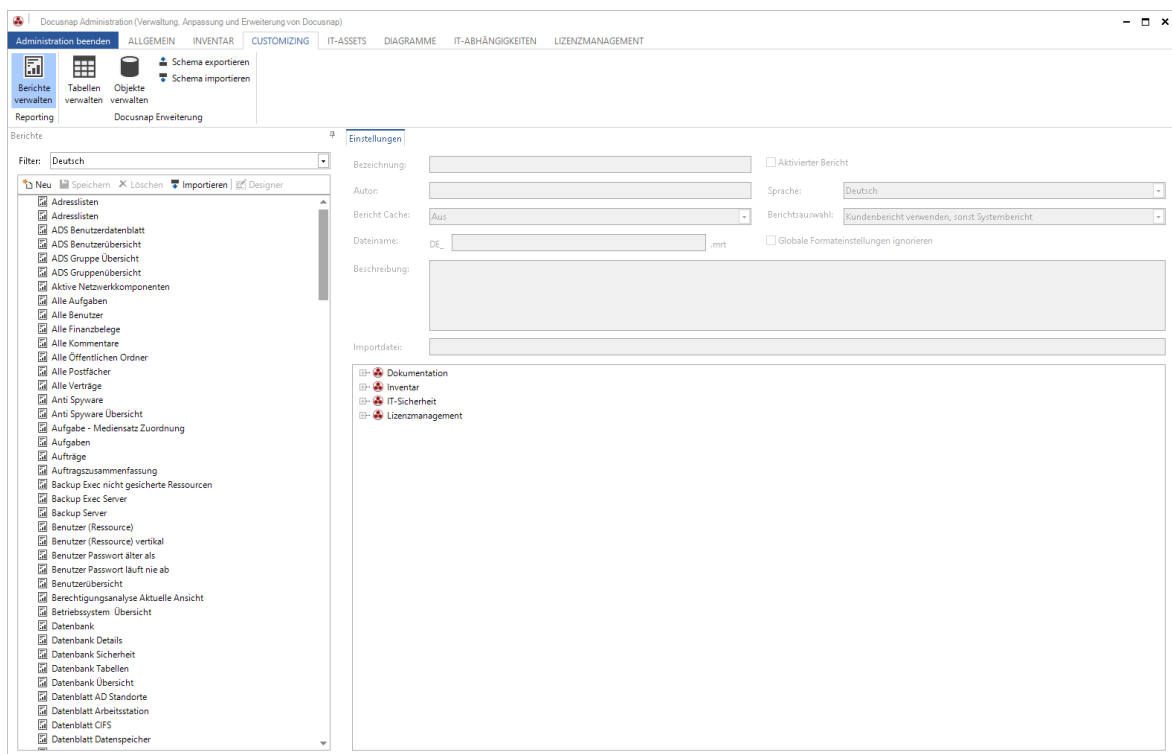 Docusnap Administration (Verwaltung, Anpassung und Erweiterung von Docusnap)
Administration beenden ALLGEMEIN INVENTAR CUSTOMIZING IT-ASSETS DIAGRAMME IT-ABHÄNGIGKEITEN LIZENZMANAGEMENT
Berichte verwalten
Tabellen verwalten
Objekte verwalten
Schema exportieren
Schema importieren
Reporting
Docusnap Erweiterung
Berichte
Filter: Deutsch
Neu Speichern Löschen Importieren Designer
Adresslisten
Adresslisten
ADS Benutzerdatenblatt
ADS Benutzerübersicht
ADS Gruppe Übersicht
ADS Gruppenübersicht
Aktive Netzwerkkomponenten
Alle Aufgaben
Alle Benutzer
Alle Finanzbelege
Alle Kommentare
Alle Öffentlichen Ordner
Alle Postfächer
Alle Verträge
Anti Spyware
Anti Spyware Übersicht
Aufgabe - Mediensatz Zuordnung
Aufgaben
Aufträge
Auftragszusammenfassung
Backup Exec nicht gesicherte Ressourcen
Backup Exec Server
Backup Server
Benutzer (Ressource)
Benutzer (Ressource) vertikal
Benutzer Passwort älter als
Benutzer Passwort läuft nie ab
Benutzerübersicht
Berechtigungsanalyse Aktuelle Ansicht
Betriebssystem Übersicht
Datenbank
Datenbank Details
Datenbank Sicherheit
Datenbank Tabellen
Datenbank Übersicht
Datenblatt AD Standorte
Datenblatt Arbeitsstation
Datenblatt CIFS
Datenblatt Datenspeicher
Einstellungen
Bezeichnung:
Aktivierter Bericht
Autor:
Sprache: Deutsch
Bericht Cache: Aus
Berichtsauswahl: Kundenbericht verwenden, sonst Systembericht
Dateiname: DE_ .mrt
Globale Formateinstellungen ignorieren
Beschreibung:
Importdatei:
Dokumentation
Inventar
IT-Sicherheit
Lizenzmanagement